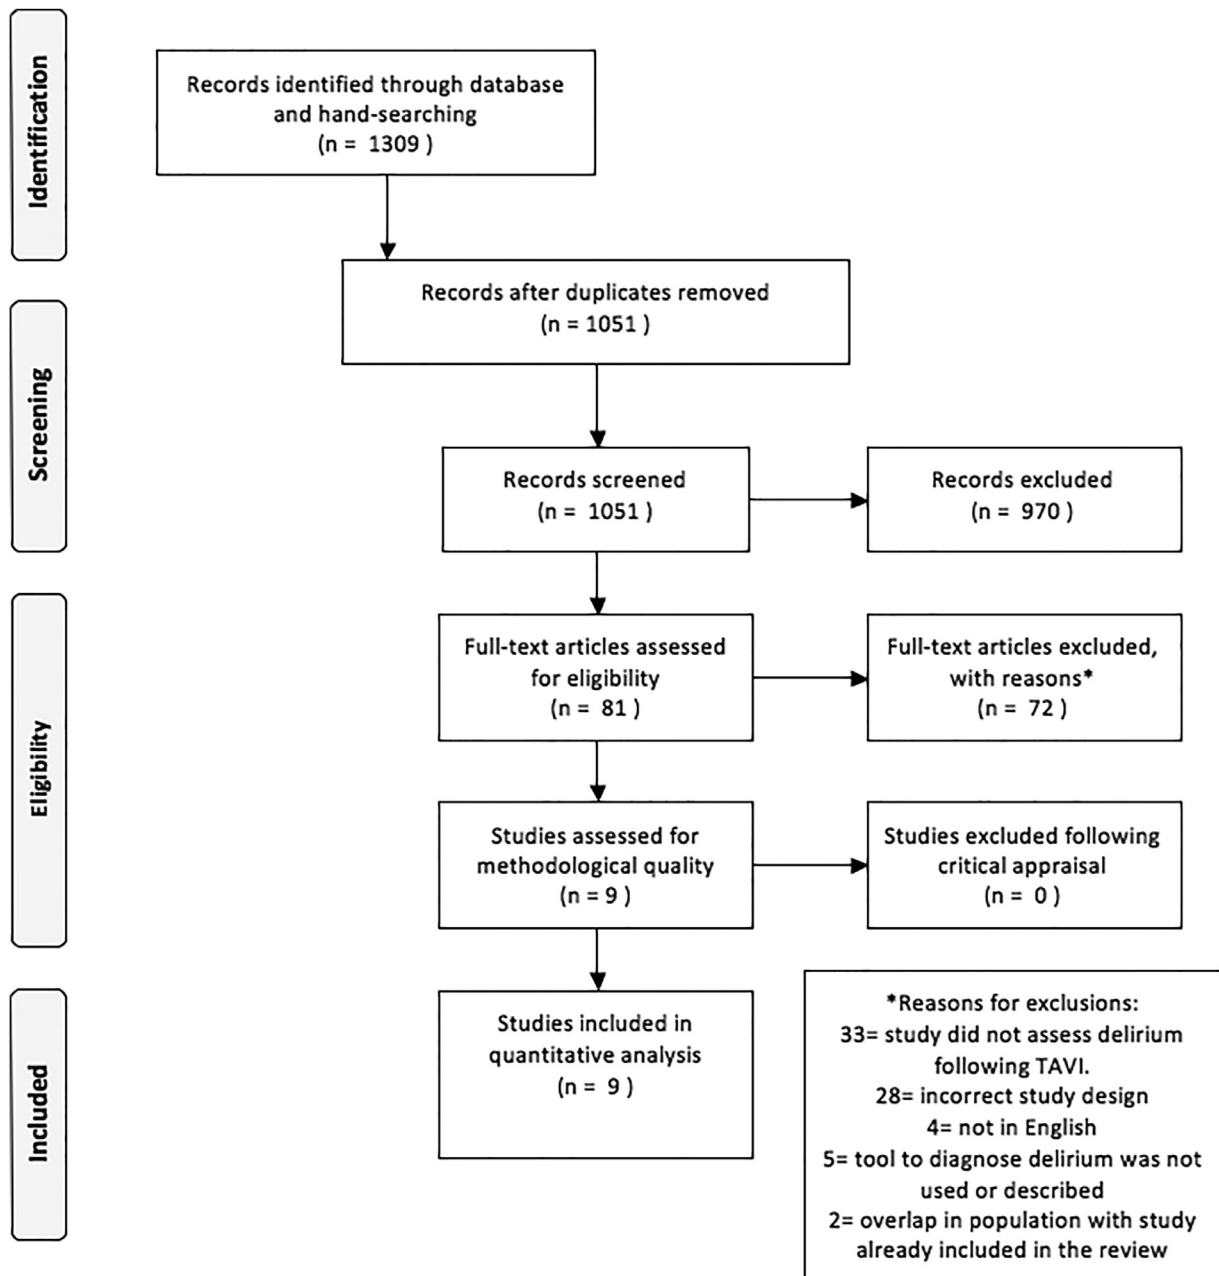 Identification
Records identified through database
and hand-searching
(n = 1309 )
Records after duplicates removed
(n = 1051 )
Screening
Records screened
(n = 1051 )
Records excluded
(n = 970 )
Eligibility
Full-text articles assessed
for eligibility
(n = 81 )
Full-text articles excluded,
with reasons*
(n = 72 )
Studies assessed for
methodological quality
(n = 9 )
Studies excluded following
critical appraisal
(n = 0 )
Included
Studies included in
quantitative analysis
(n = 9 )
*Reasons for exclusions:
33= study did not assess delirium
following TAVI.
28= incorrect study design
4= not in English
5= tool to diagnose delirium was not
used or described
2= overlap in population with study
already included in the review